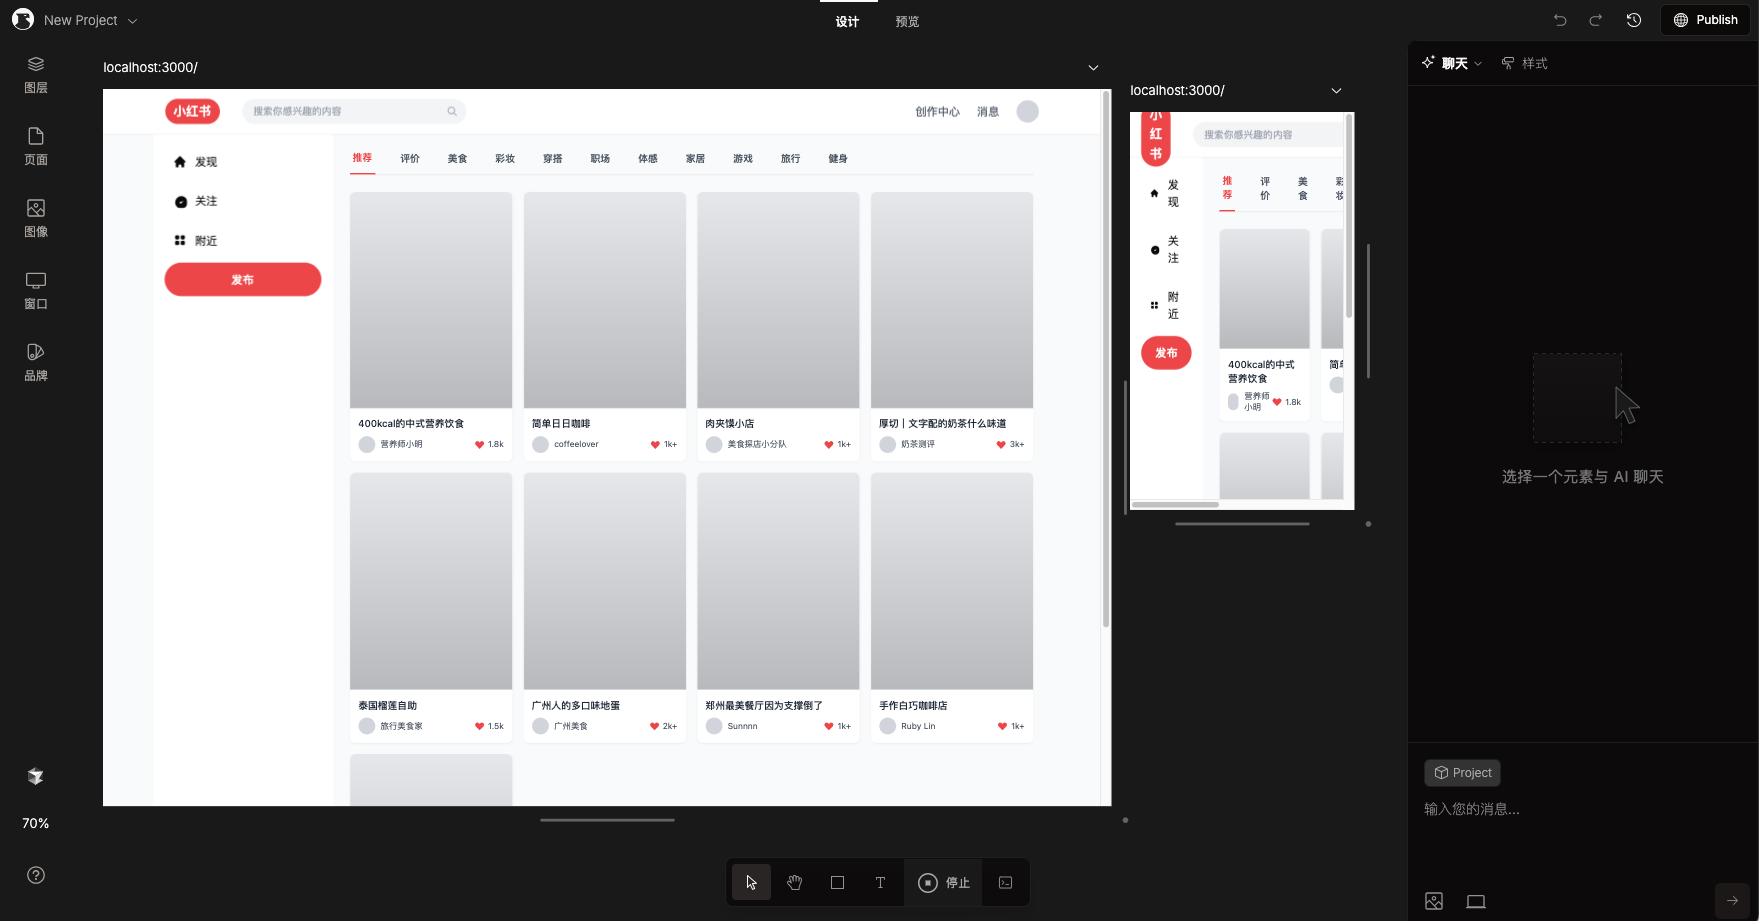 New Project
设计
预览
Publish
图层
页面
图像
窗口
品牌
70%
localhost:3000/
小红书
搜索你感兴趣的内容
创作中心
消息
发现
关注
附近
发布
推荐
评价
美食
彩妆
穿搭
职场
体感
家居
游戏
旅行
健身
400kcal的中式营养饮食
营养师小明
1.8k
简单日日咖啡
coffeelover
1k+
肉夹馍小店
美食探店小分队
1k+
厚切｜文字配的奶茶什么味道
奶茶测评
3k+
泰国榴莲自助
旅行美食家
1.5k
广州人的多口味地蛋
广州美食
2k+
郑州最美餐厅因为支撑倒了
Sunnnn
1k+
手作白巧咖啡店
Ruby Lin
1k+
localhost:3000/
小
红
书
搜索你感兴趣的内容
发
现
关
注
附
近
发布
推
荐
评
价
美
食
彩
妆
400kcal的中式
营养饮食
营养师
小明
1.8k
简单
聊天
样式
选择一个元素与 AI 聊天
Project
输入您的消息...
停止